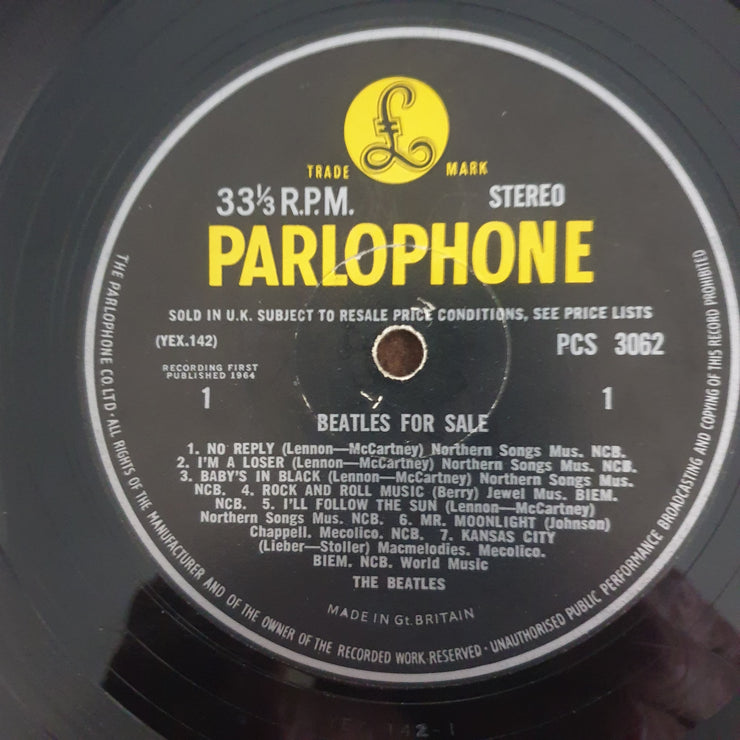 TRADE MARK
33⅓ R.P.M. STEREO
PARLOPHONE
SOLD IN U.K. SUBJECT TO RESALE PRICE CONDITIONS, SEE PRICE LISTS
(YEX.142) PCS 3062
RECORDING FIRST
PUBLISHED 1964
1 1
BEATLES FOR SALE
1. NO REPLY (Lennon—McCartney) Northern Songs Mus. NCB.
2. I'M A LOSER (Lennon—McCartney) Northern Songs Mus. NCB.
3. BABY'S IN BLACK (Lennon—McCartney) Northern Songs Mus.
NCB. 4. ROCK AND ROLL MUSIC (Berry) Jewel Mus. BIEM.
NCB. 5. I'LL FOLLOW THE SUN (Lennon—McCartney)
Northern Songs Mus. NCB. 6. MR. MOONLIGHT (Johnson)
Chappell. Mecolico. NCB. 7. KANSAS CITY
(Lieber—Stoller) Macmelodies. Mecolico.
BIEM. NCB. World Music
THE BEATLES
MADE IN Gt. BRITAIN
THE PARLOPHONE CO. LTD · ALL RIGHTS OF THE MANUFACTURER AND OF THE OWNER OF THE RECORDED WORK RESERVED · UNAUTHORISED PUBLIC PERFORMANCE BROADCASTING AND COPYING OF THIS RECORD PROHIBITED